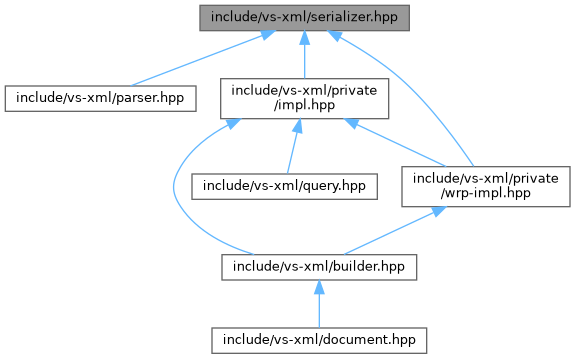 include/vs-xml/serializer.hpp
include/vs-xml/parser.hpp
include/vs-xml/private
/impl.hpp
include/vs-xml/query.hpp
include/vs-xml/private
/wrp-impl.hpp
include/vs-xml/builder.hpp
include/vs-xml/document.hpp